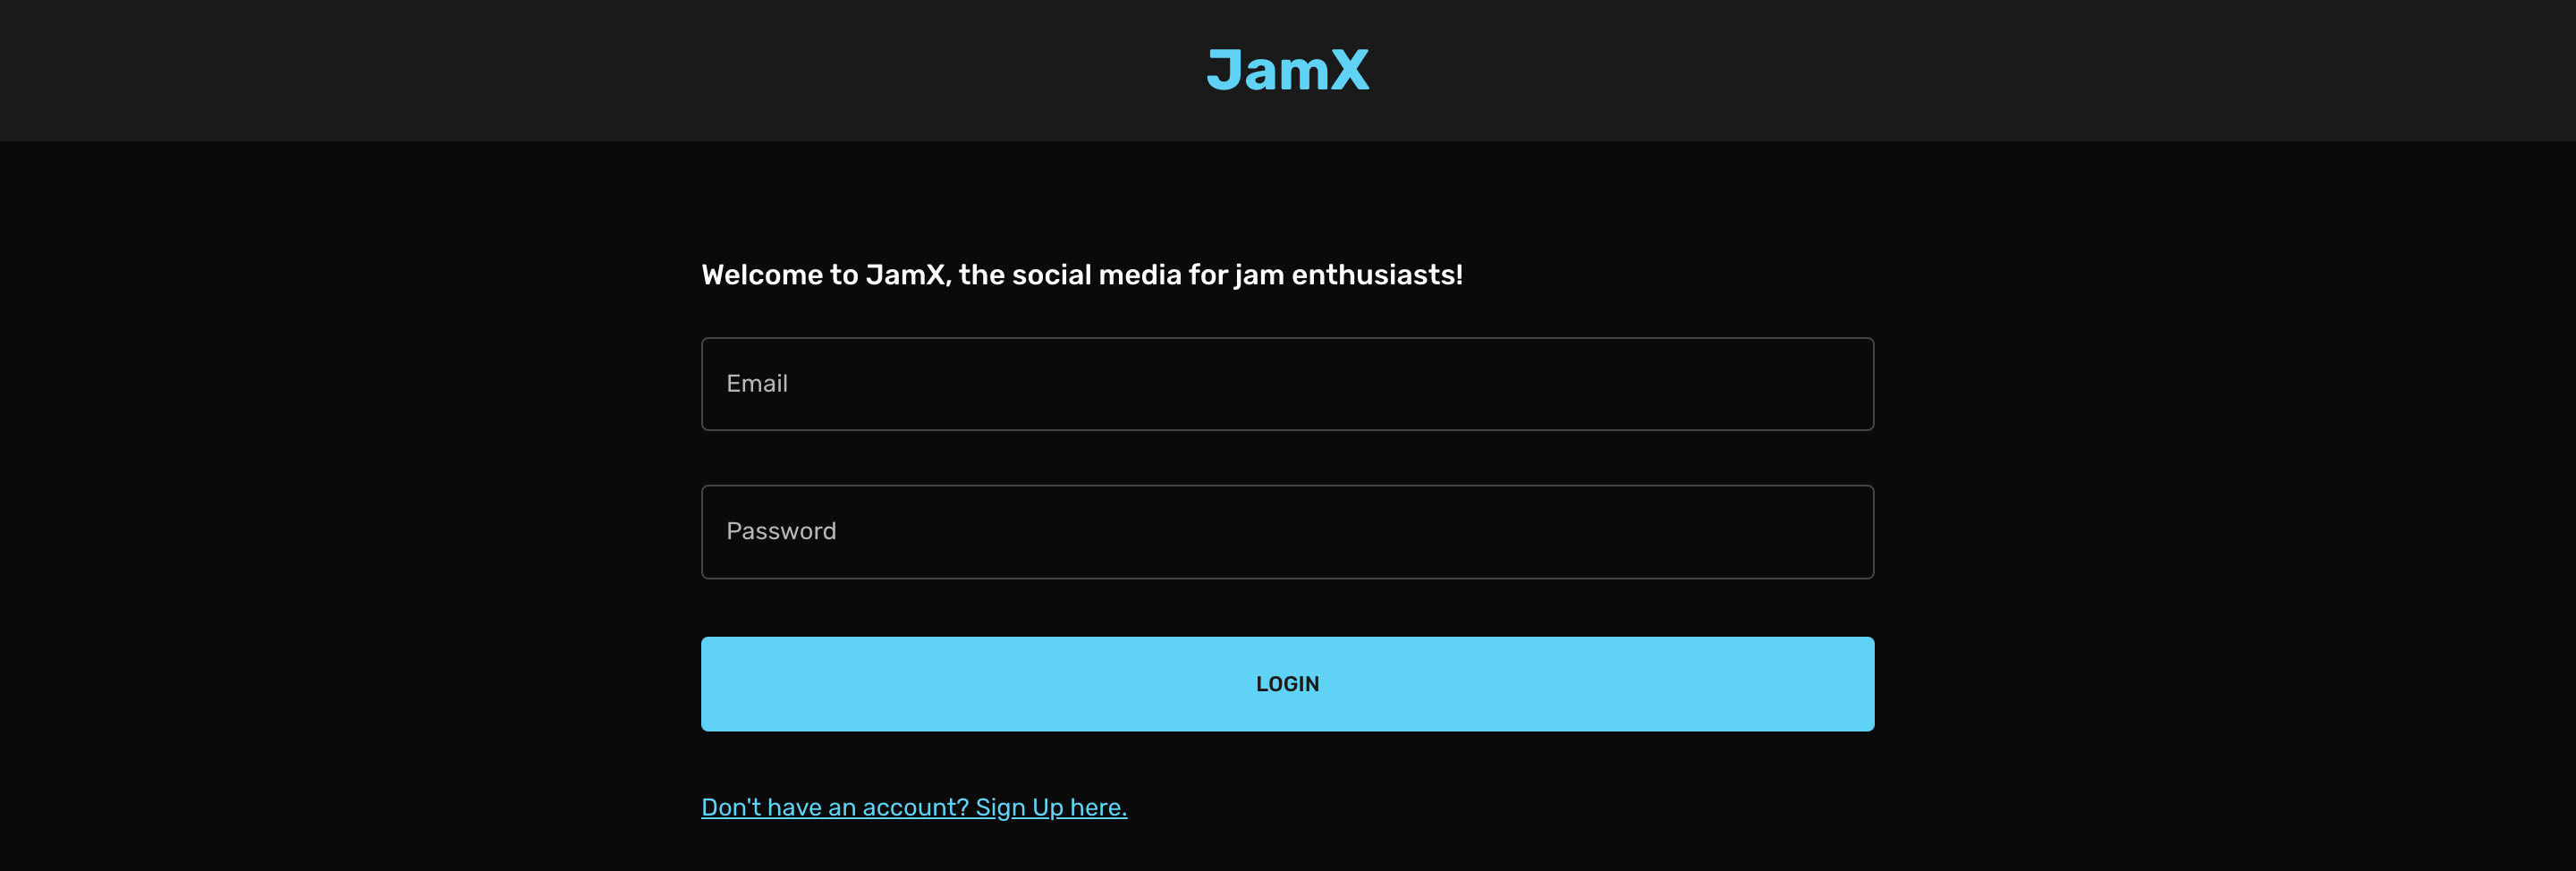 JamX
Welcome to JamX, the social media for jam enthusiasts!
Email
Password
LOGIN
Don't have an account? Sign Up here.